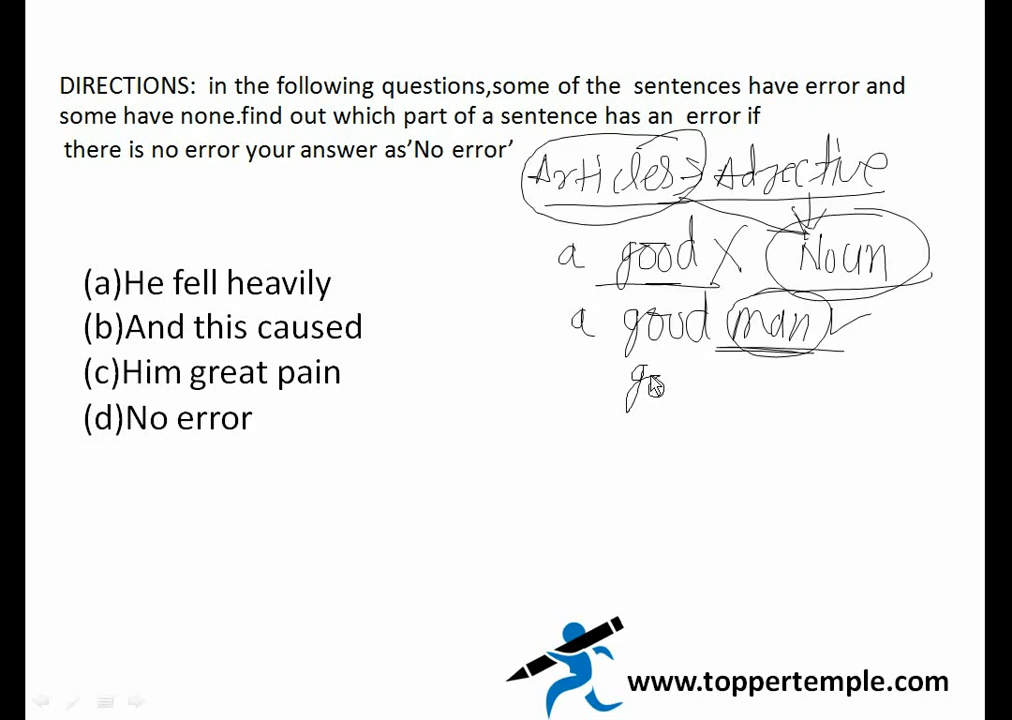 DIRECTIONS: in the following questions,some of the sentences have error and
some have none.find out which part of a sentence has an error if
there is no error your answer as’No error’
Articles Adjective
a good X Noun
(a)He fell heavily
a good man ✓
(b)And this caused
(c)Him great pain
(d)No error
www.toppertemple.com